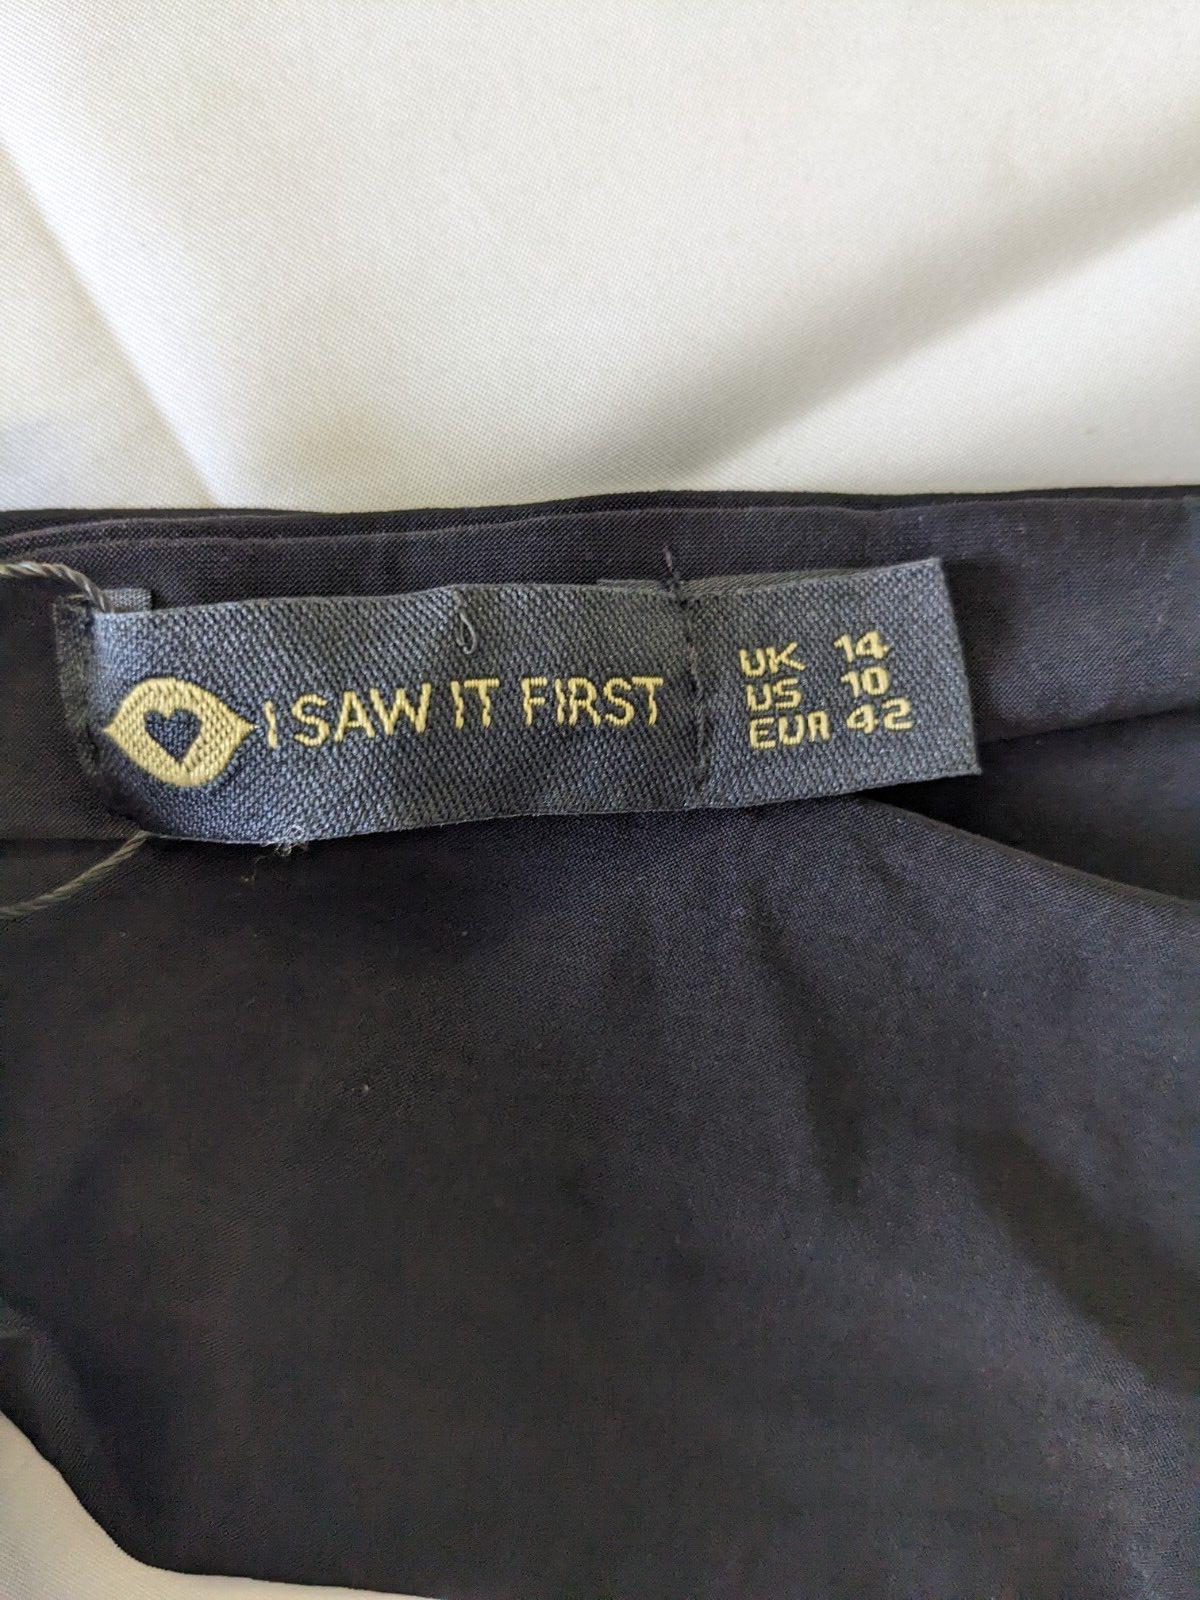 I SAW IT FIRST
UK 14
US 10
EUR 42